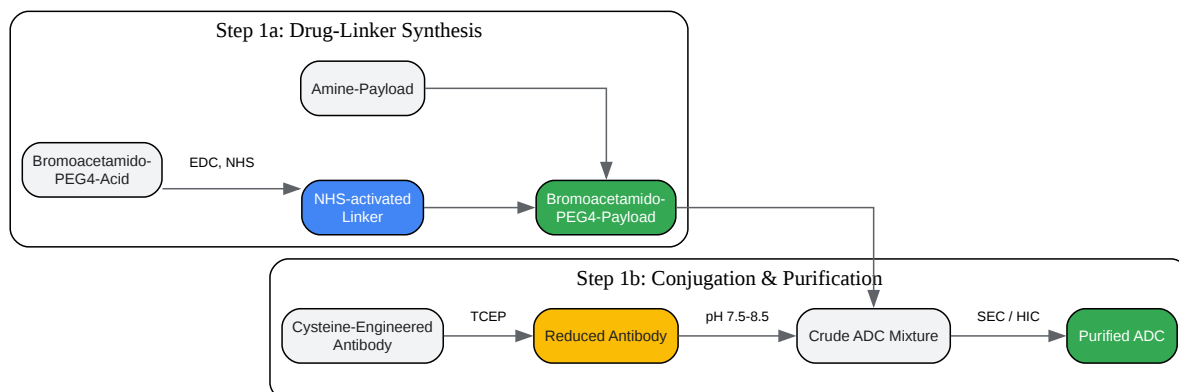 Step 1a: Drug-Linker Synthesis
Amine-Payload
Bromoacetamido-
PEG4-Acid
EDC, NHS
NHS-activated
Linker
Bromoacetamido-
PEG4-Payload
Step 1b: Conjugation & Purification
Cysteine-Engineered
Antibody
TCEP
Reduced Antibody
pH 7.5-8.5
Crude ADC Mixture
SEC / HIC
Purified ADC